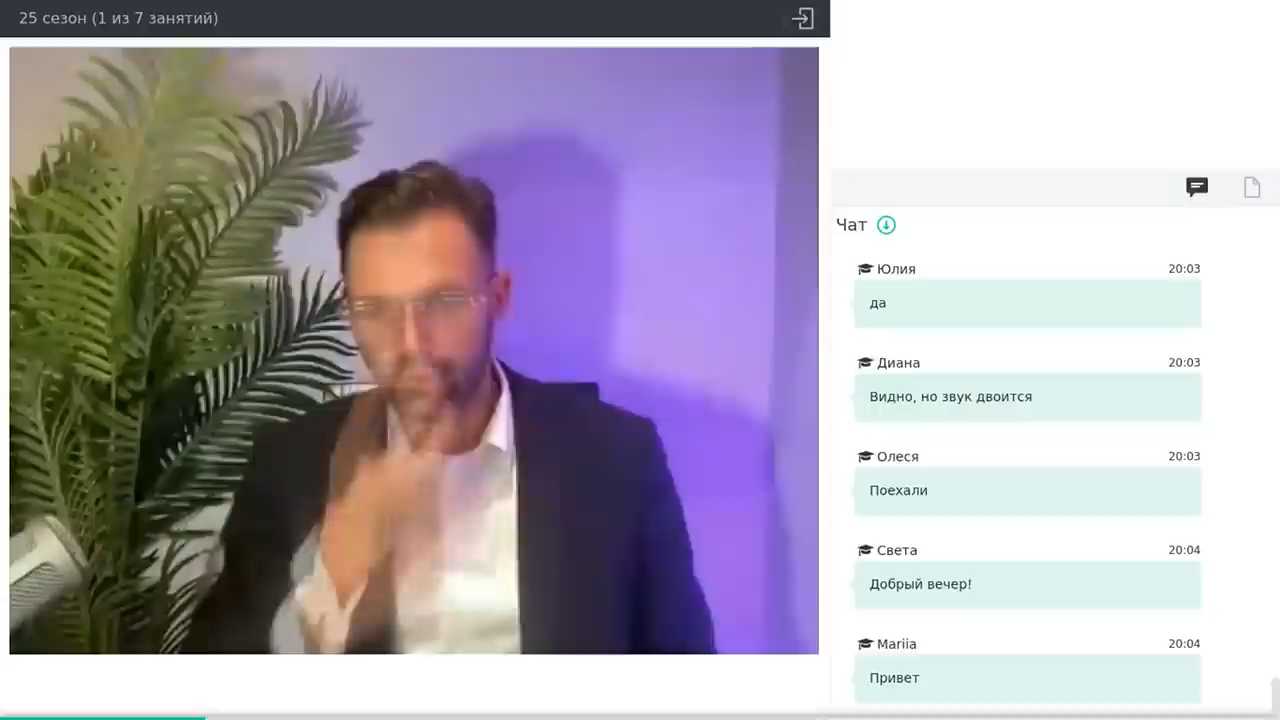 25 сезон (1 из 7 занятий)
Чат
Юлия 20:03
да
Диана 20:03
Видно, но звук двоится
Олеся 20:03
Поехали
Света 20:04
Добрый вечер!
Mariia 20:04
Привет